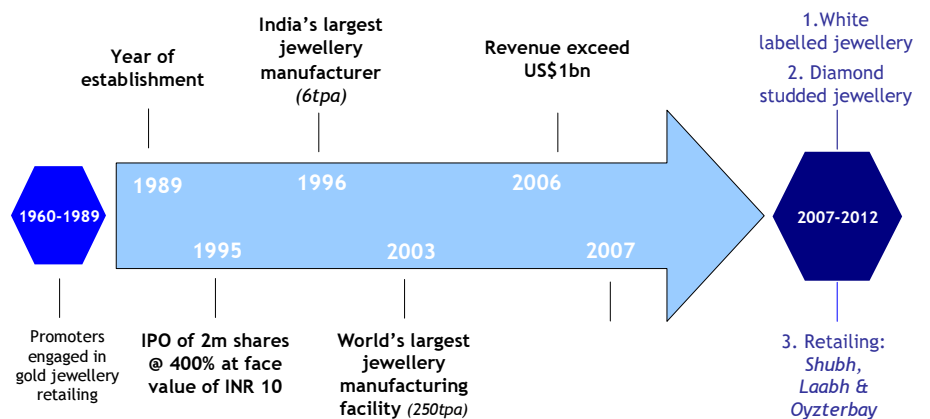 Year of
establishment
India's largest
jewellery
manufacturer
(6tpa)
Revenue exceed
US$1bn
1.White
labelled jewellery
2. Diamond
studded jewellery
1960-1989
1989
1996
2006
2007-2012
1995
2003
2007
Promoters
engaged in
gold jewellery
retailing
IPO of 2m shares
@ 400% at face
value of INR 10
World's largest
jewellery
manufacturing
facility (250tpa)
3. Retailing:
Shubh,
Laabh &
Oyzterbay